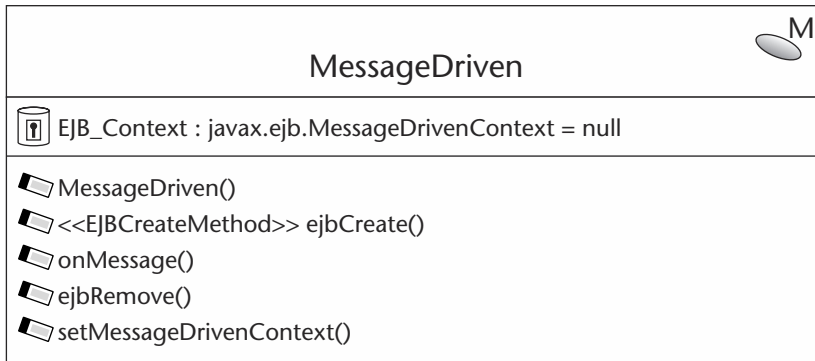 M
MessageDriven
EJB_Context : javax.ejb.MessageDrivenContext = null
MessageDriven()
<<EJBCreateMethod>> ejbCreate()
onMessage()
ejbRemove()
setMessageDrivenContext()